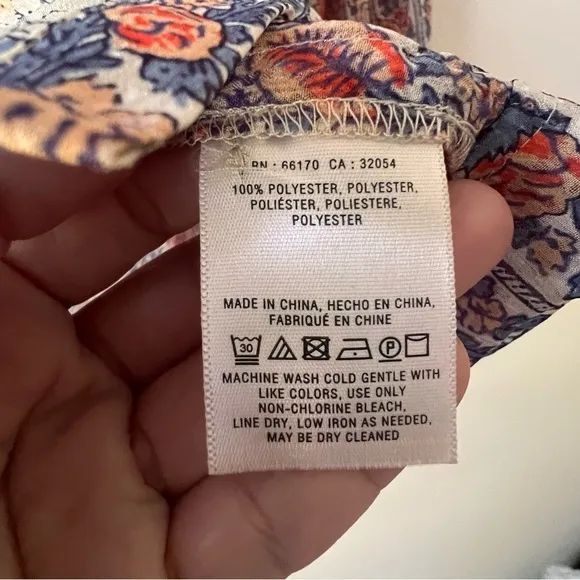 RN : 66170 CA : 32054
100% POLYESTER, POLYESTER,
POLIÉSTER, POLIESTERE,
POLYESTER
MADE IN CHINA, HECHO EN CHINA,
FABRIQUÉ EN CHINE
30 P
MACHINE WASH COLD GENTLE WITH
LIKE COLORS, USE ONLY
NON-CHLORINE BLEACH,
LINE DRY, LOW IRON AS NEEDED,
MAY BE DRY CLEANED